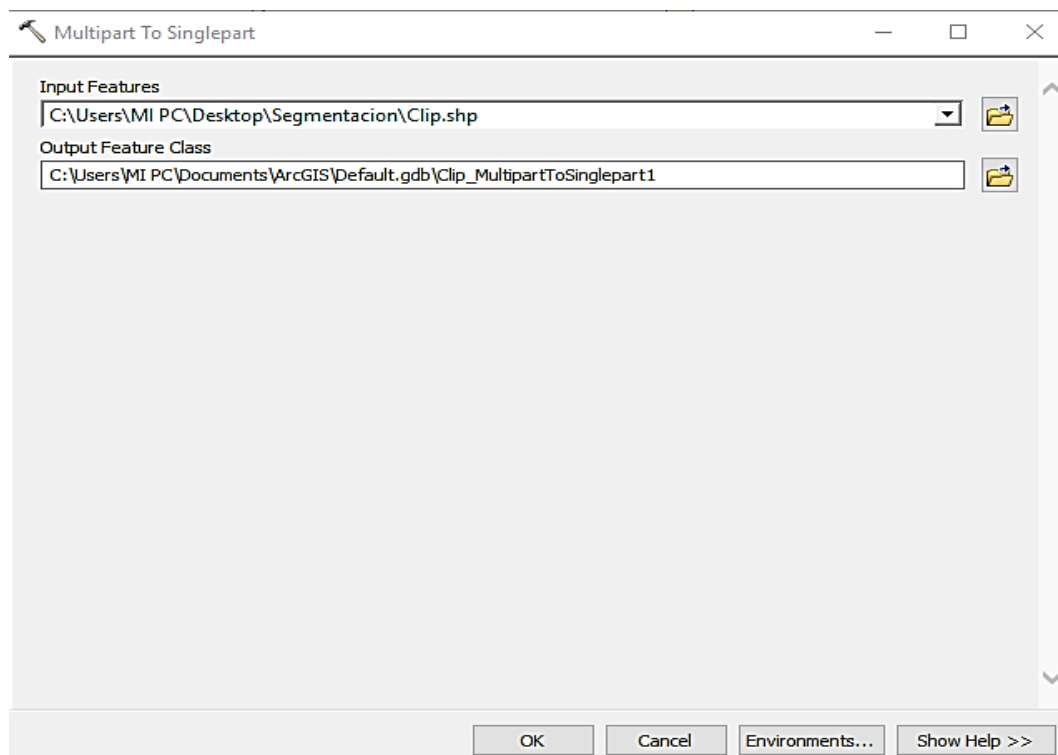 Multipart To Singlepart
Input Features
C:\Users\MI PC\Desktop\Segmentacion\Clip.shp
Output Feature Class
C:\Users\MI PC\Documents\ArcGIS\Default.gdb\Clip_MultipartToSinglepart1
OK Cancel Environments... Show Help >>